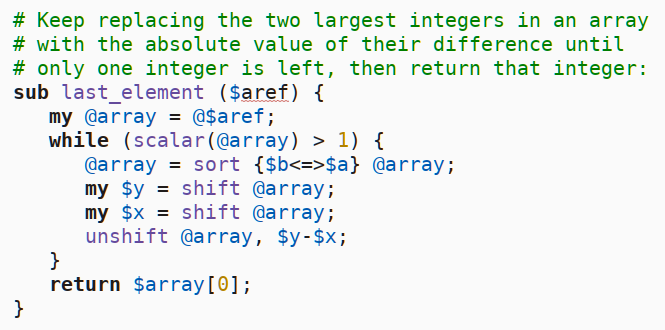 # Keep replacing the two largest integers in an array
# with the absolute value of their difference until
# only one integer is left, then return that integer:
sub last_element ($aref) {
   my @array = @$aref;
   while (scalar(@array) > 1) {
      @array = sort {$b<=>$a} @array;
      my $y = shift @array;
      my $x = shift @array;
      unshift @array, $y-$x;
   }
   return $array[0];
}